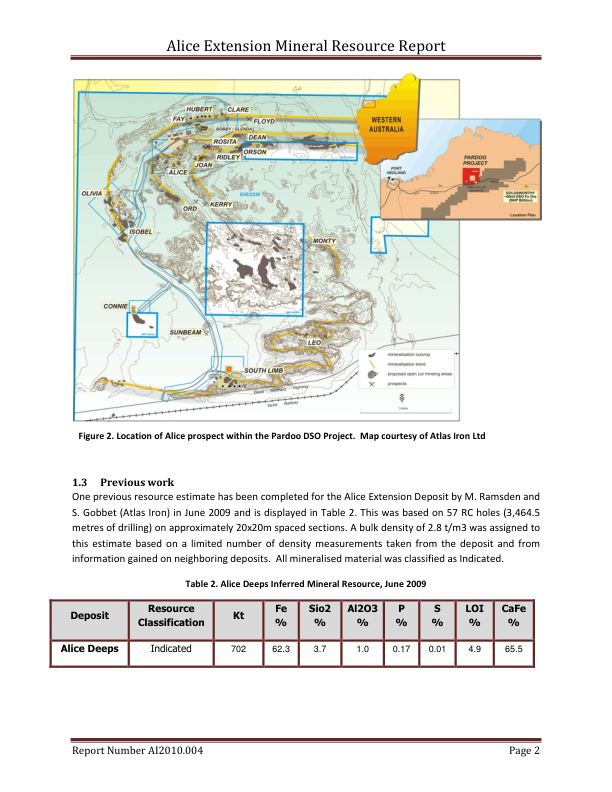 Alice Extension Mineral Resource Report
HUBERT
CLARE
FAY
FLOYD
BOBBY / GLENDA
DEAN
ROSITA
ORSON
RIDLEY
JOAN
ALICE
OLIVIA
ORD
KERRY
ISOBEL
MONTY
CONNIE
SUNBEAM
LEO
SOUTH LIMB
WESTERN
AUSTRALIA
PORT
HEDLAND
PARDOO
PROJECT
GOLDSWORTHY
Location Plan
mineralisation outcrop
mineralisation trend
proposed open cut mining areas
prospects
Figure 2. Location of Alice prospect within the Pardoo DSO Project. Map courtesy of Atlas Iron Ltd
1.3 Previous work
One previous resource estimate has been completed for the Alice Extension Deposit by M. Ramsden and
S. Gobbet (Atlas Iron) in June 2009 and is displayed in Table 2. This was based on 57 RC holes (3,464.5
metres of drilling) on approximately 20x20m spaced sections. A bulk density of 2.8 t/m3 was assigned to
this estimate based on a limited number of density measurements taken from the deposit and from
information gained on neighboring deposits. All mineralised material was classified as Indicated.
Table 2. Alice Deeps Inferred Mineral Resource, June 2009
Deposit Resource Classification Kt Fe % Sio2 % Al2O3 % P % S % LOI % CaFe %
Alice Deeps Indicated 702 62.3 3.7 1.0 0.17 0.01 4.9 65.5
Report Number AI2010.004 Page 2